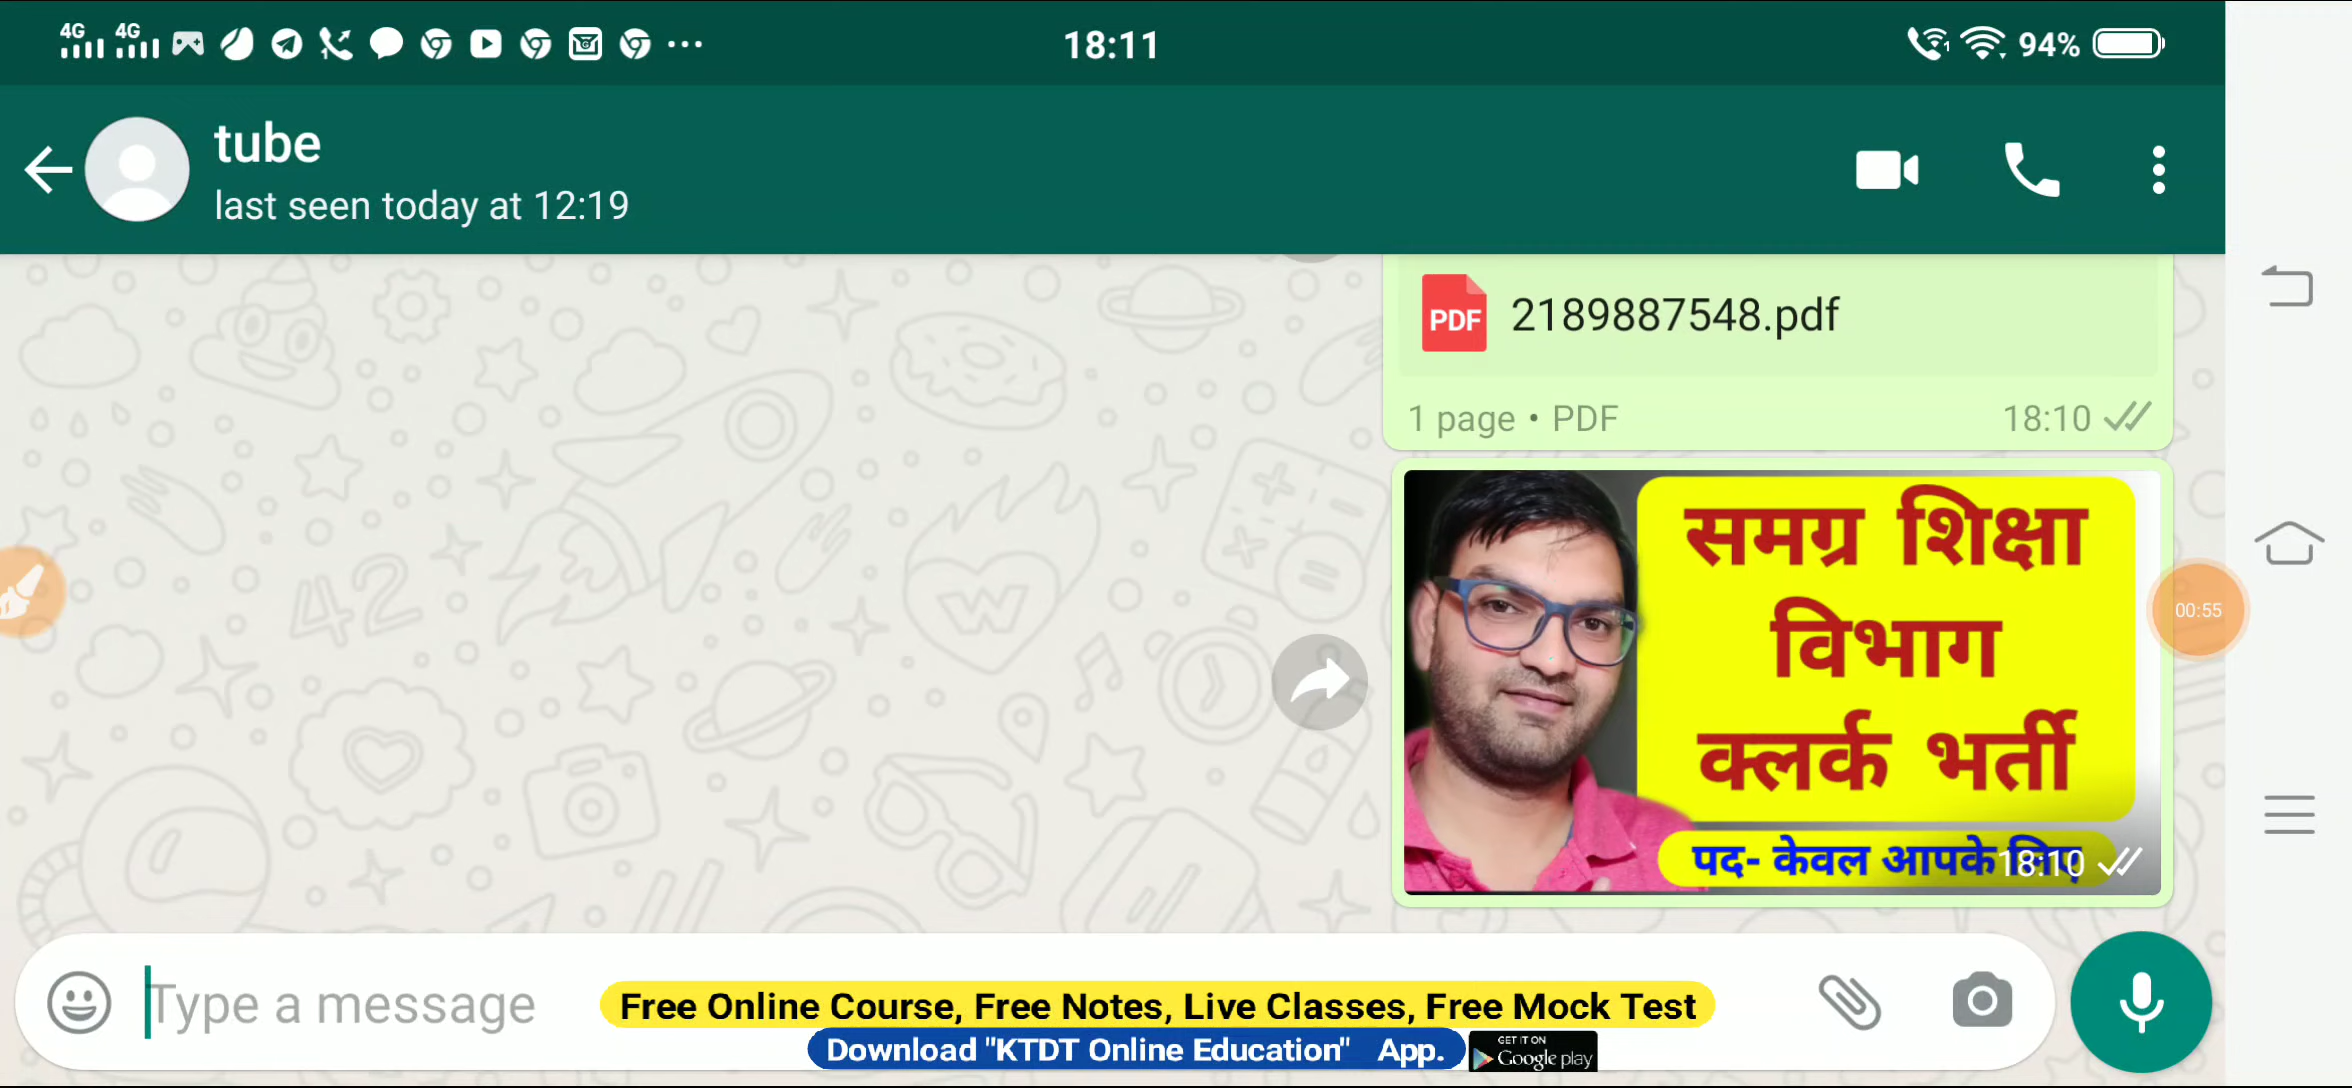 4G 4G 18:11 94%
tube
last seen today at 12:19
PDF 2189887548.pdf
1 page • PDF 18:10
समग्र शिक्षा
विभाग
क्लर्क भर्ती
पद- केवल आपके लिए
18:10
00:55
Type a message
Free Online Course, Free Notes, Live Classes, Free Mock Test
Download "KTDT Online Education" App.
GET IT ON
Google play